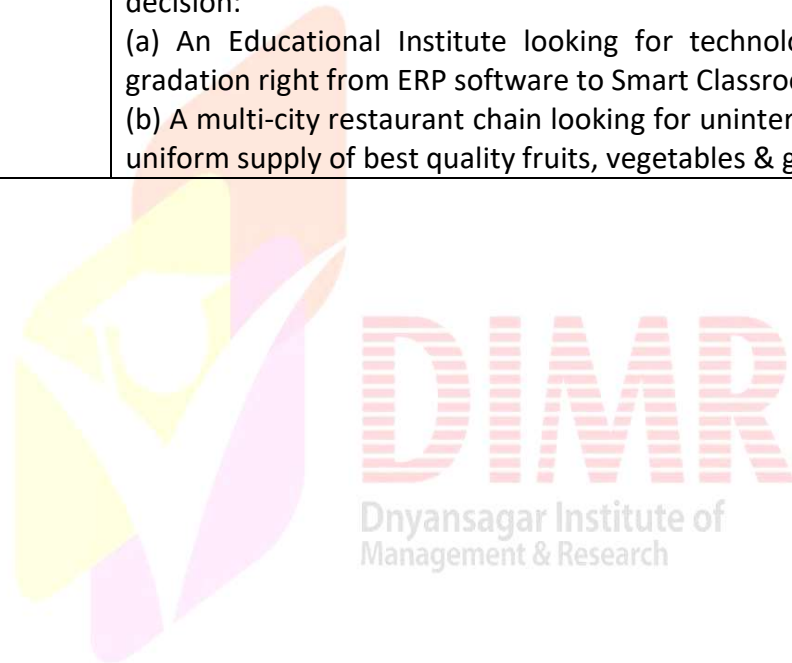 decision:
(a) An Educational Institute looking for technol
gradation right from ERP software to Smart Classro
(b) A multi-city restaurant chain looking for uninter
uniform supply of best quality fruits, vegetables & g
DIMR
Dnyansagar Institute of
Management & Research